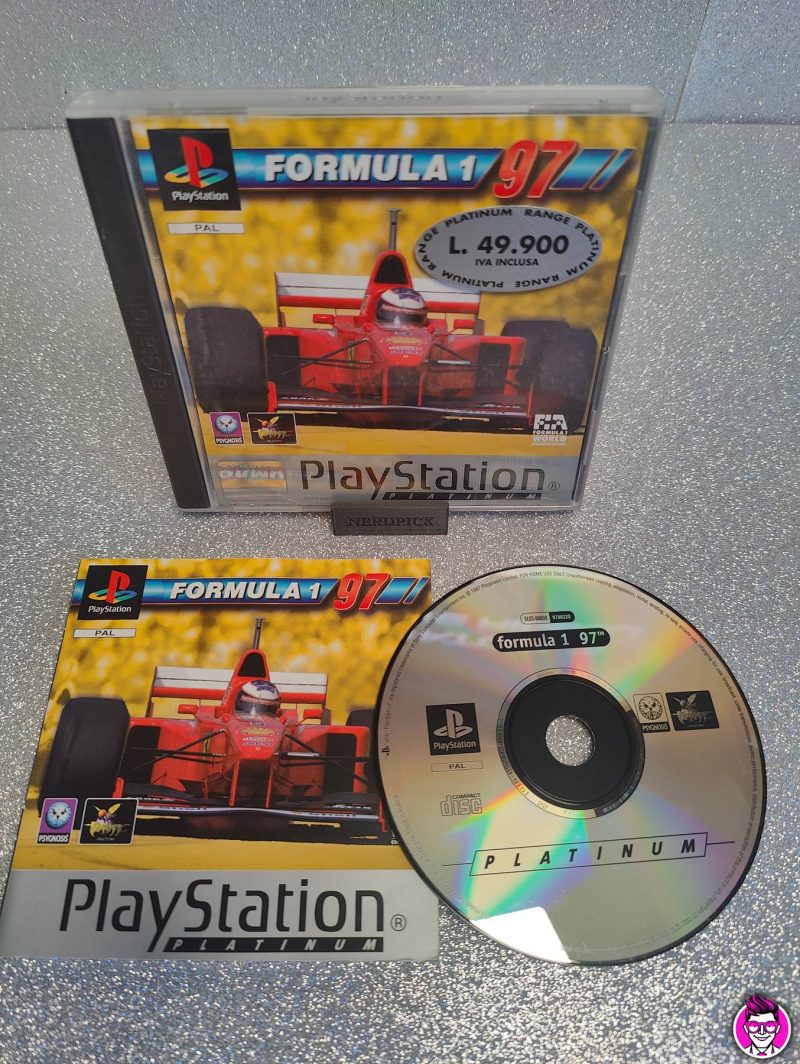 FORMULA 1 97
PlayStation
PAL
PLATINUM RANGE PLATINUM RANGE PLATINUM RANGE
L. 49.900
IVA INCLUSA
PSYGNOSIS
FIA
FORMULA 1
WORLD
CHAMPIONSHIP
PlayStation®
PLATINUM
NERDPICK
FORMULA 1 97
PlayStation
PAL
PSYGNOSIS
PlayStation®
PLATINUM
formula 1 97™
PlayStation
PAL
PSYGNOSIS
COMPACT
disc
PLATINUM